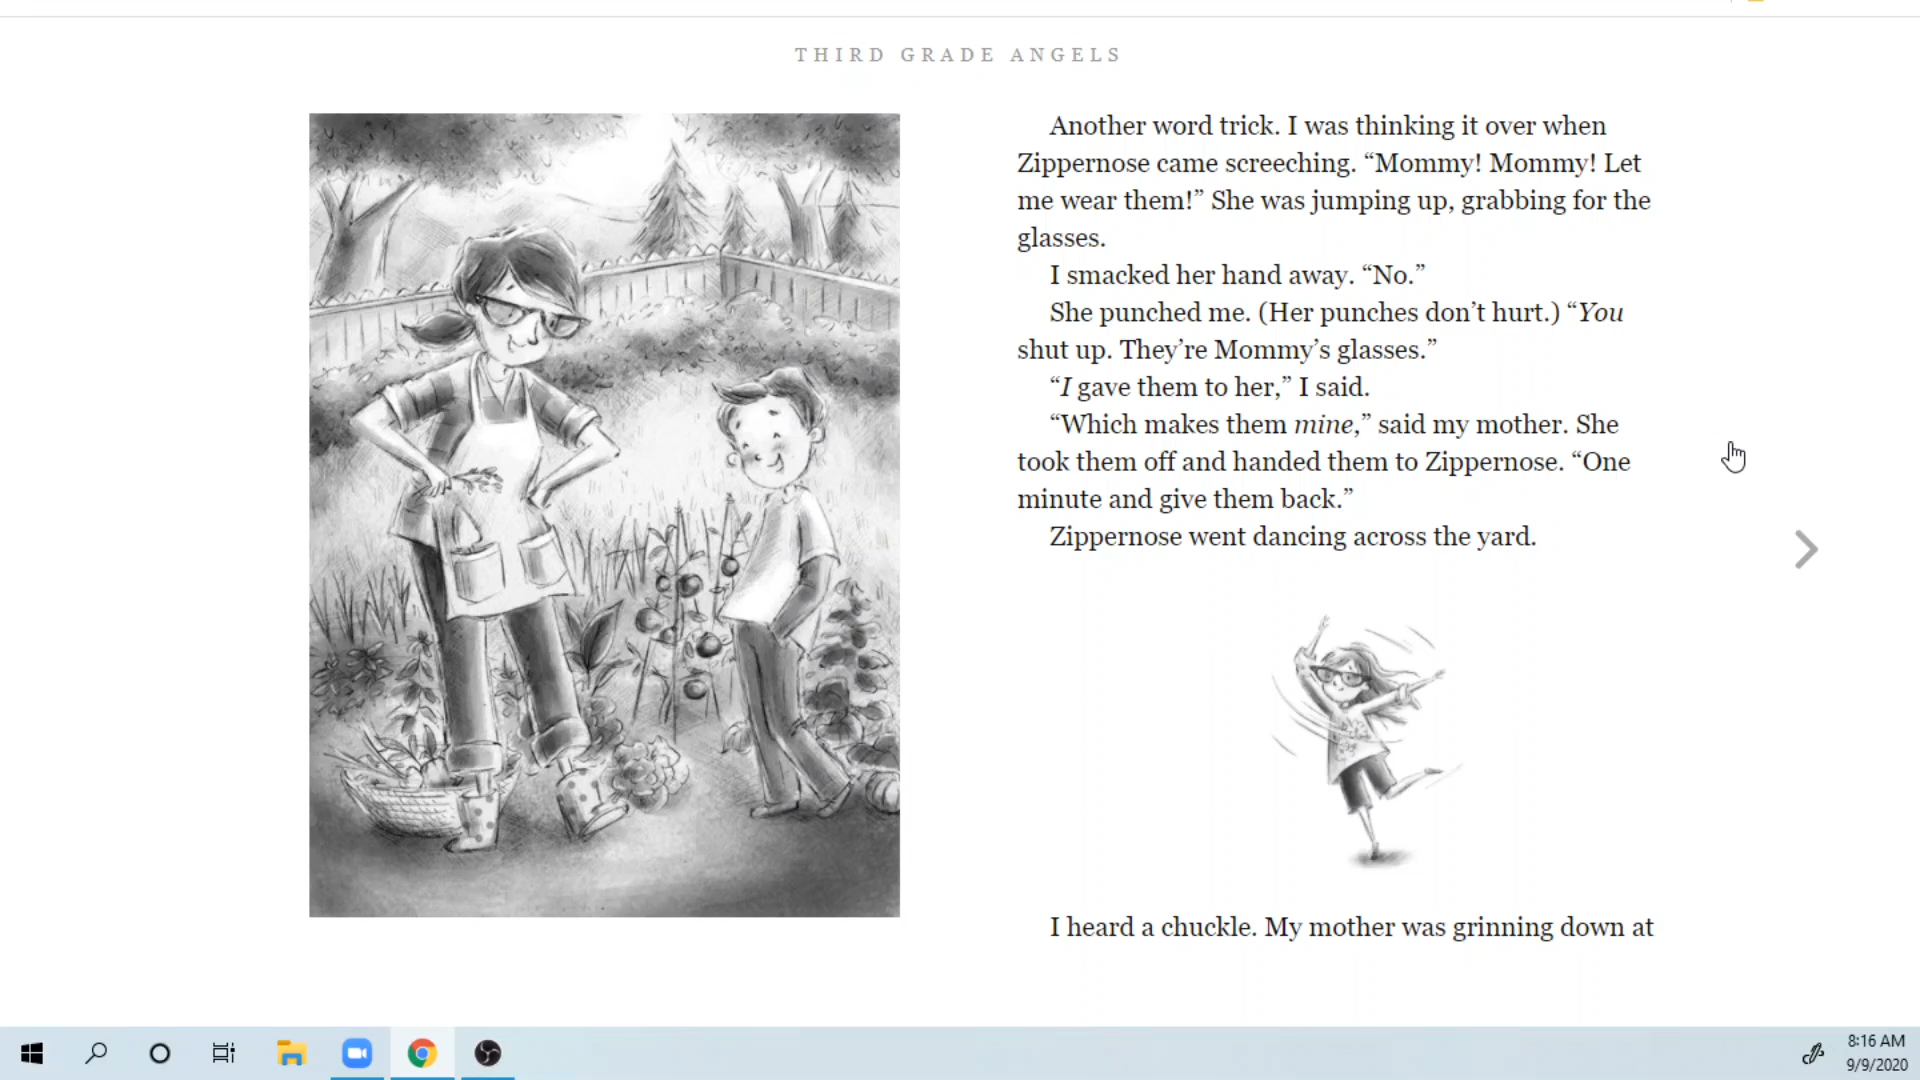 THIRD GRADE ANGELS
Another word trick. I was thinking it over when
Zippernose came screeching. “Mommy! Mommy! Let
me wear them!” She was jumping up, grabbing for the
glasses.
I smacked her hand away. “No.”
She punched me. (Her punches don’t hurt.) “You
shut up. They’re Mommy’s glasses.”
“I gave them to her,” I said.
“Which makes them mine,” said my mother. She
took them off and handed them to Zippernose. “One
minute and give them back.”
Zippernose went dancing across the yard.
I heard a chuckle. My mother was grinning down at
8:16 AM
9/9/2020